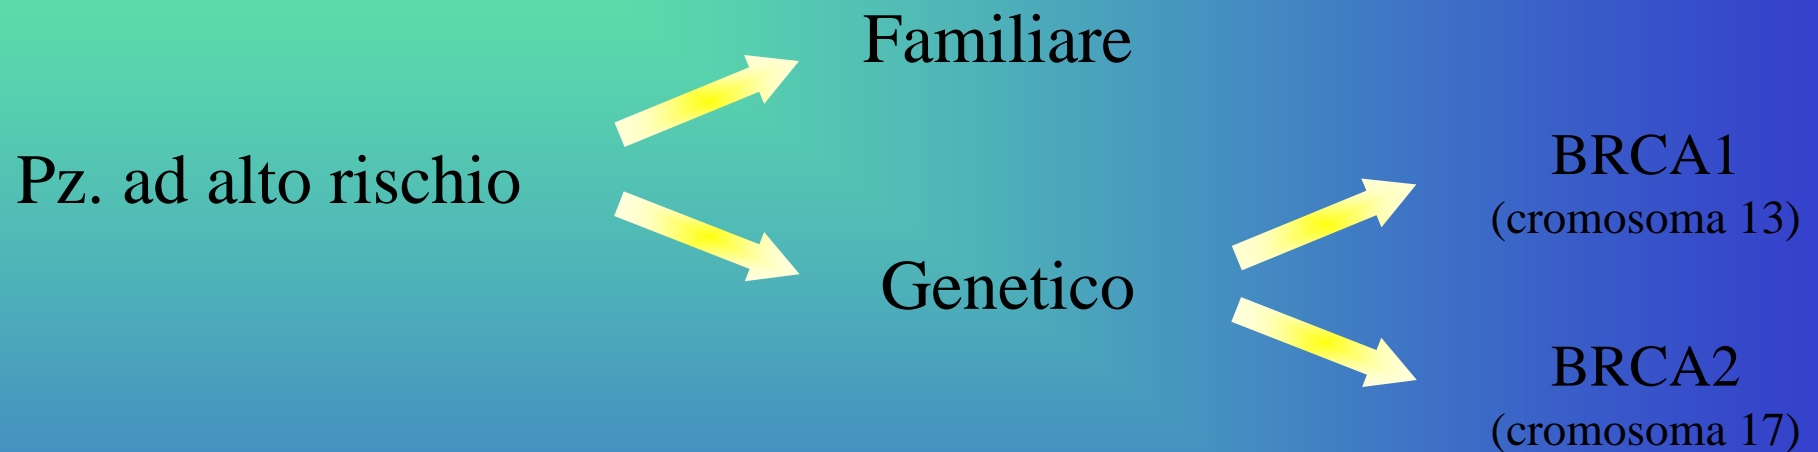 Familiare
Pz. ad alto rischio
BRCA1
(cromosoma 13)
Genetico
BRCA2
(cromosoma 17)